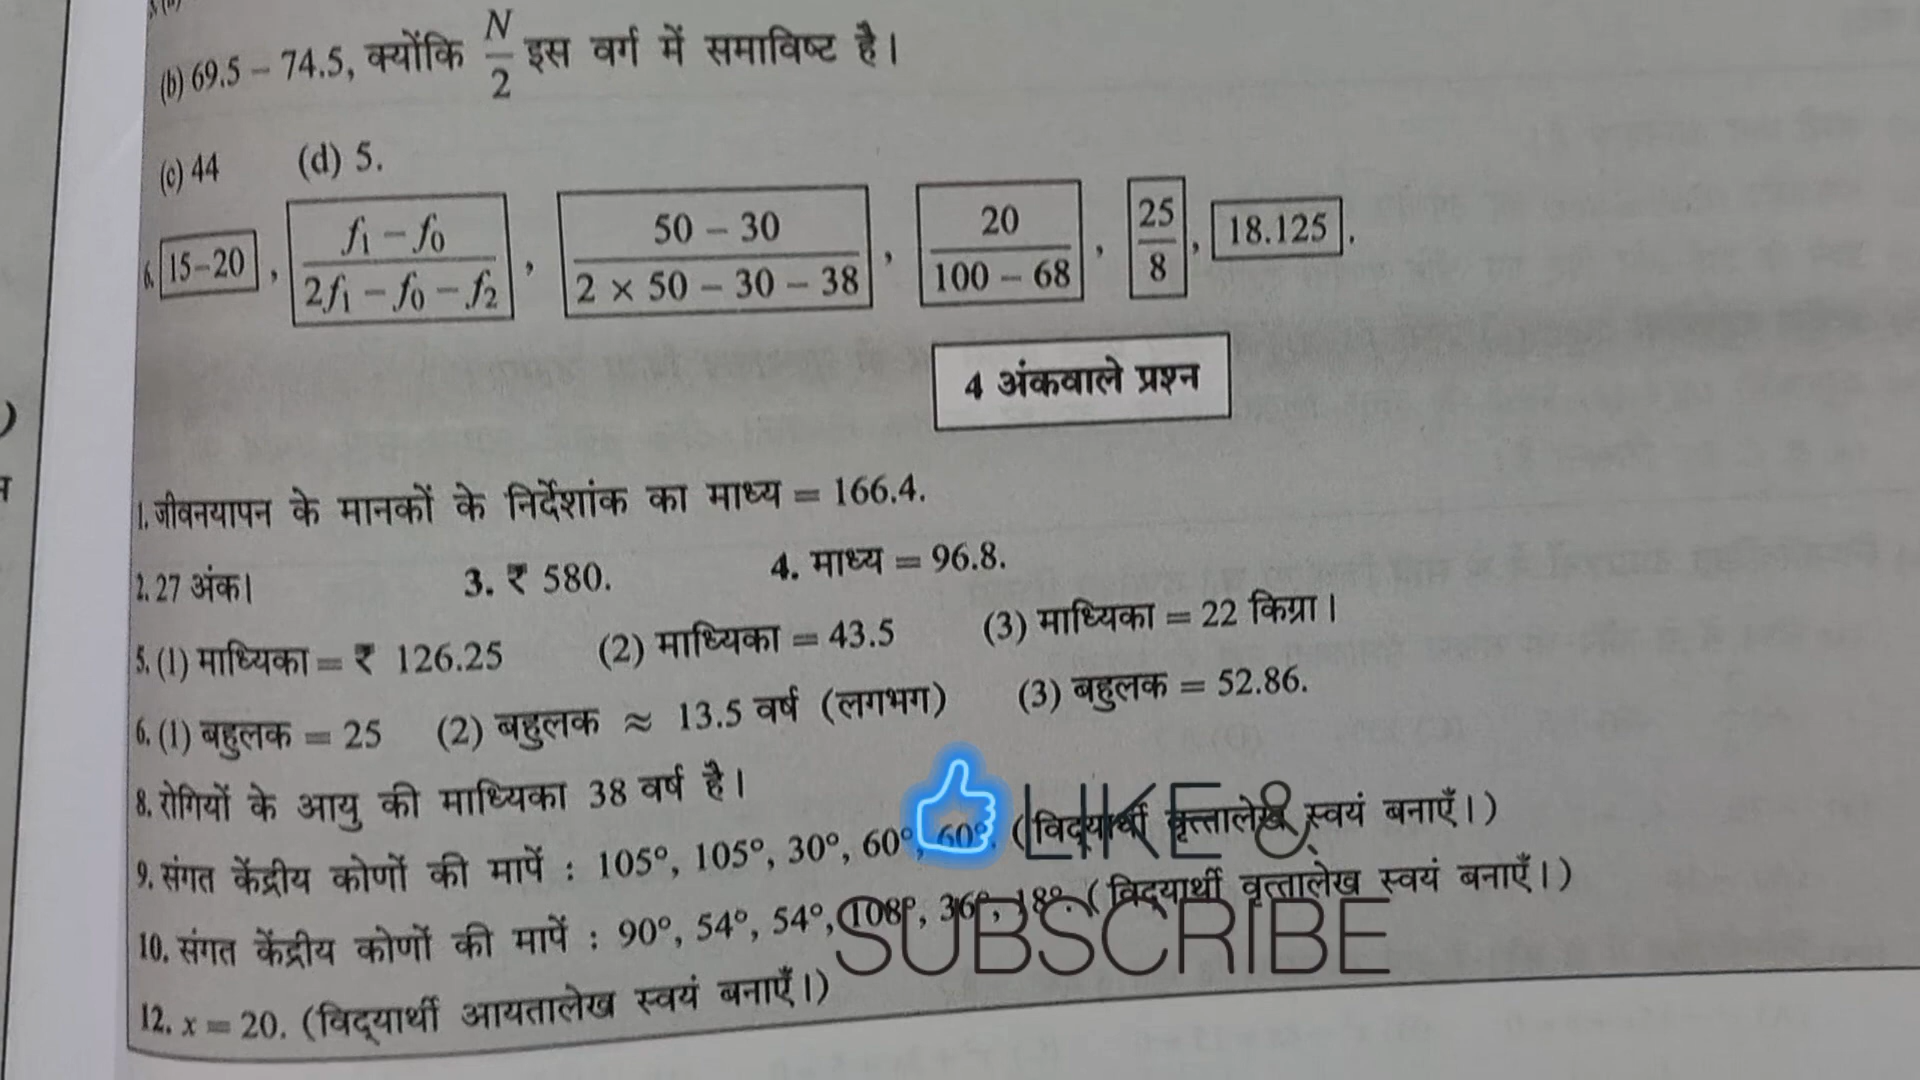 (b) 69.5 – 74.5, क्योंकि N/2 इस वर्ग में समाविष्ट है।
(c) 44 (d) 5.
6. 15–20 , f₁ – f₀ / 2f₁ – f₀ – f₂ , 50 – 30 / 2 × 50 – 30 – 38 , 20 / 100 – 68 , 25 / 8 , 18.125 .
4 अंकवाले प्रश्न
1. जीवनयापन के मानकों के निर्देशांक का माध्य = 166.4.
2. 27 अंक। 3. ₹ 580. 4. माध्य = 96.8.
5. (1) माध्यिका = ₹ 126.25 (2) माध्यिका = 43.5 (3) माध्यिका = 22 किग्रा।
6. (1) बहुलक = 25 (2) बहुलक ≈ 13.5 वर्ष (लगभग) (3) बहुलक = 52.86.
8. रोगियों के आयु की माध्यिका 38 वर्ष है।
9. संगत केंद्रीय कोणों की मापें : 105°, 105°, 30°, 60°, 60°. (विद्यार्थी वृत्तालेख स्वयं बनाएँ।)
10. संगत केंद्रीय कोणों की मापें : 90°, 54°, 54°, 108°, 36°, 18°. (विद्यार्थी वृत्तालेख स्वयं बनाएँ।)
12. x = 20. (विद्यार्थी आयतालेख स्वयं बनाएँ।)
LIKE &
SUBSCRIBE